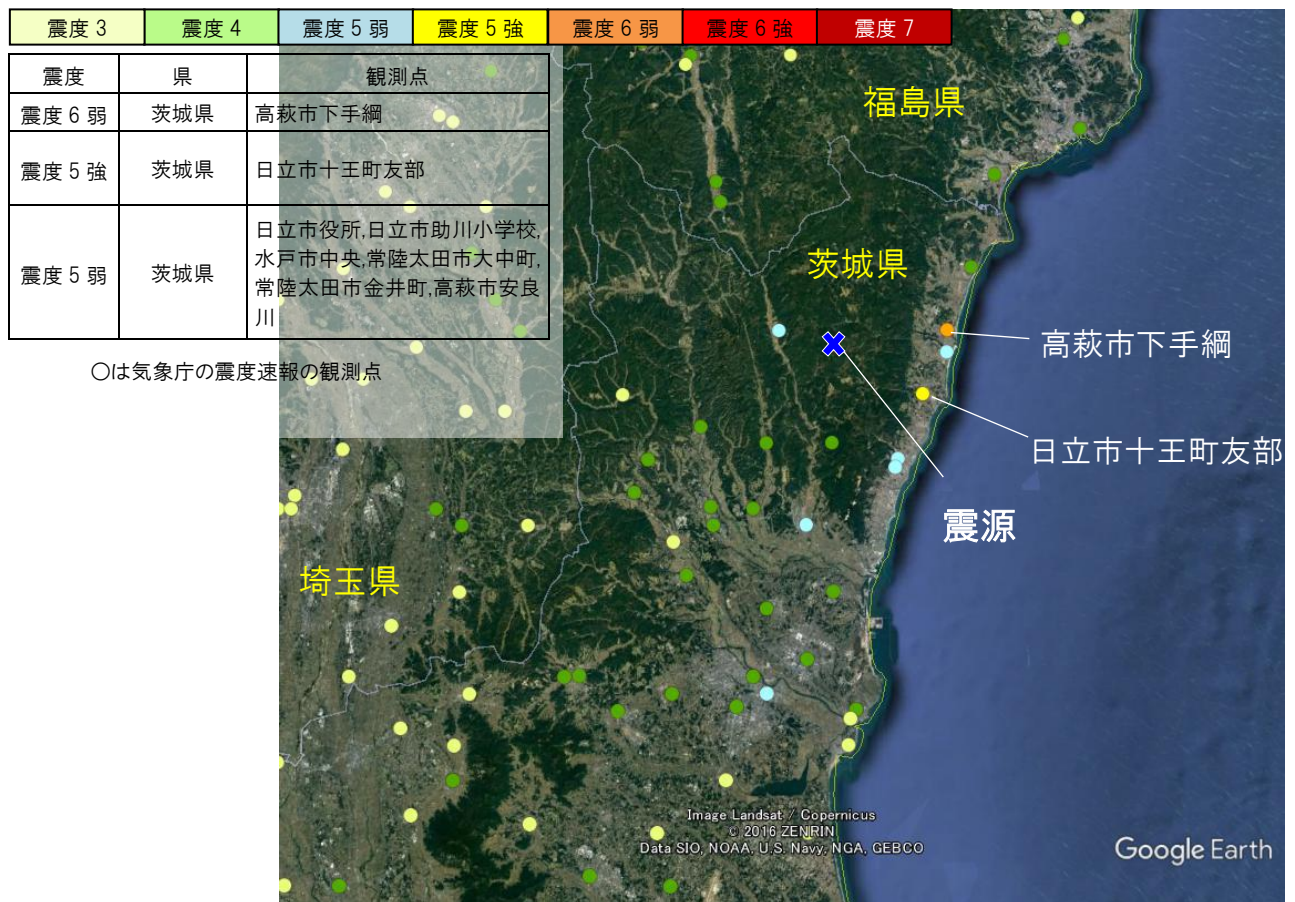 震度 3 震度 4 震度 5 弱 震度 5 強 震度 6 弱 震度 6 強 震度 7
震度 県 観測点
震度 6 弱 茨城県 高萩市下手綱
震度 5 強 茨城県 日立市十王町友部
震度 5 弱 茨城県 日立市役所,日立市助川小学校,
水戸市中央,常陸太田市大中町,
常陸太田市金井町,高萩市安良
川
〇は気象庁の震度速報の観測点
福島県
茨城県
高萩市下手綱
日立市十王町友部
震源
埼玉県
Image Landsat / Copernicus
© 2016 ZENRIN
Data SIO, NOAA, U.S. Navy, NGA, GEBCO
Google Earth